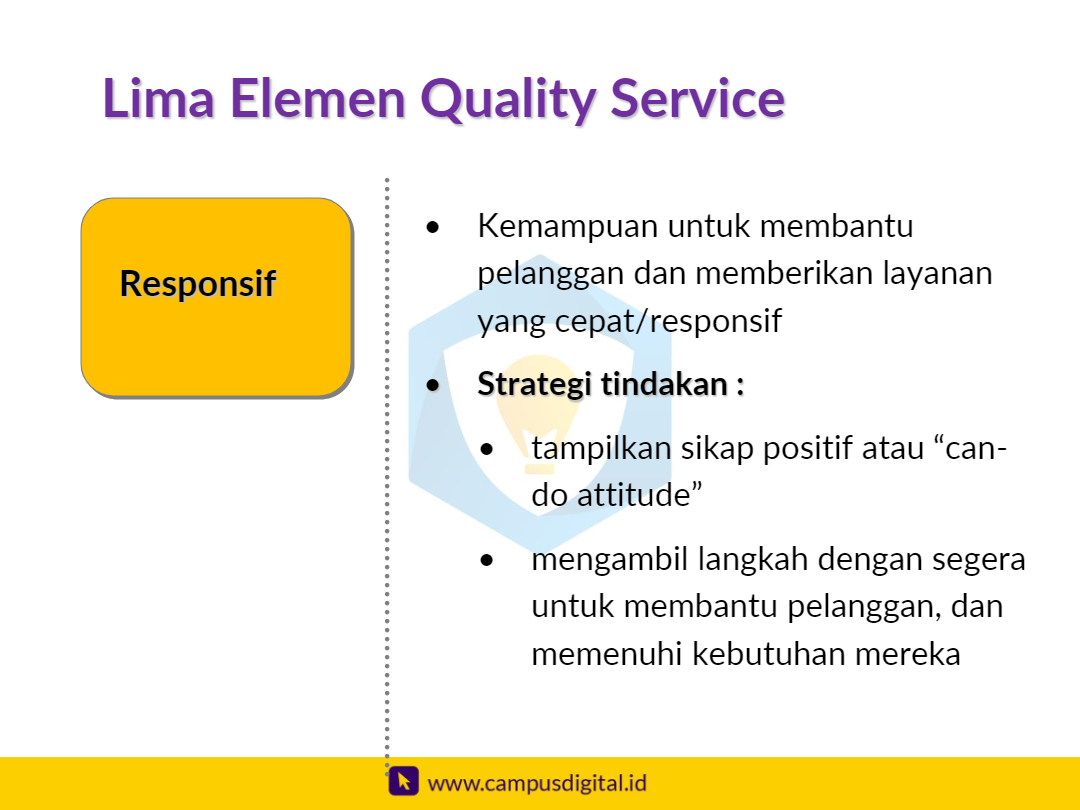 Lima Elemen Quality Service
Responsif
• Kemampuan untuk membantu
pelanggan dan memberikan layanan
yang cepat/responsif
• Strategi tindakan :
• tampilkan sikap positif atau “can-
do attitude”
• mengambil langkah dengan segera
untuk membantu pelanggan, dan
memenuhi kebutuhan mereka
www.campusdigital.id